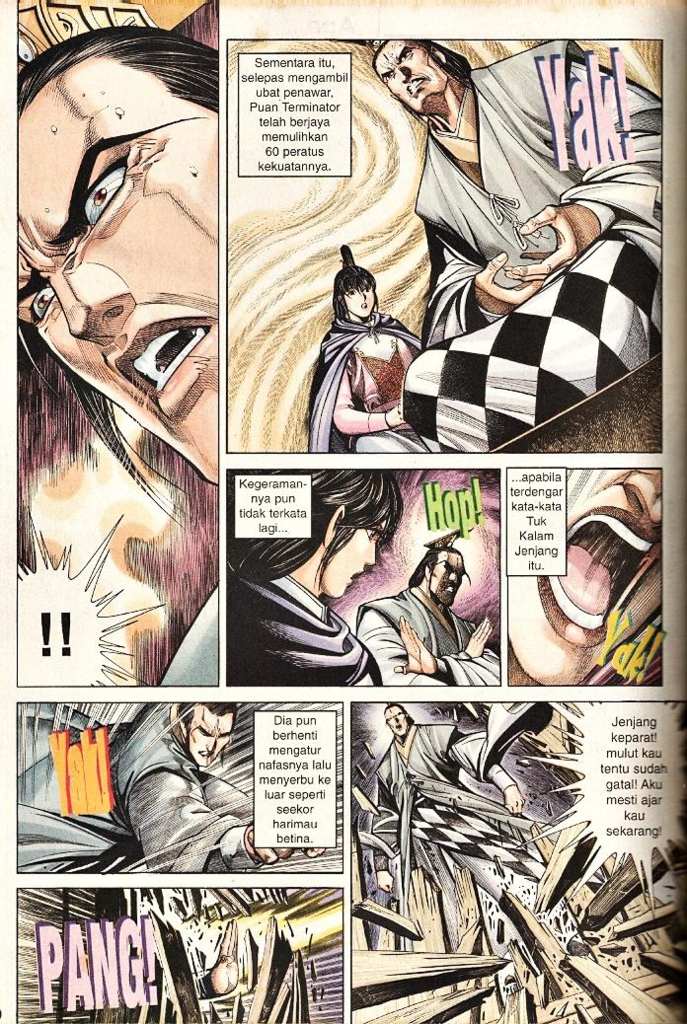 !!
Sementara itu,
selepas mengambil
ubat penawar,
Puan Terminator
telah berjaya
memulihkan
60 peratus
kekuatannya.
Yak!
Kegeraman-
nya pun
tidak terkata
lagi...
Hop!
...apabila
terdengar
kata-kata
Tuk
Kalam
Jenjang
itu.
Yak!
Yak!
Dia pun
berhenti
mengatur
nafasnya lalu
menyerbu ke
luar seperti
seekor
harimau
betina.
Jenjang
keparat!
mulut kau
tentu sudah
gatal! Aku
mesti ajar
kau
sekarang!
PANG!